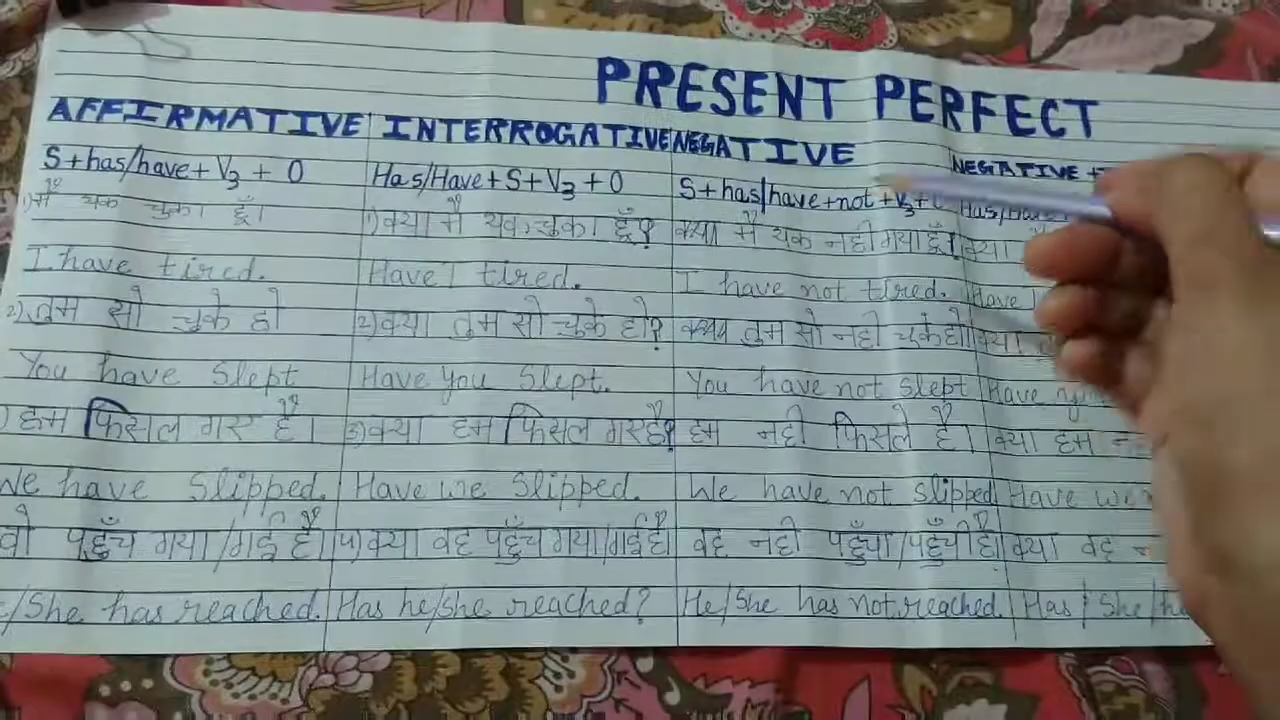 PRESENT PERFECT
AFFIRMATIVE INTERROGATIVE NEGATIVE NEGATIVE +
S+has/have+V3 + O Has/Have+S+V3+O S+has/have+not+V3+ Has/Have
1) मैं थक चुका हूँ। 1) क्या मैं थक चुका हूँ? क्या मैं थक नही गया हूँ। क्या
I have tired. Have I tired. I have not tired. Have I
2) तुम सो चुके हो 2) क्या तुम सो चुके हो? तुम सो नही चुके हो क्या
You have slept Have you slept. You have not slept Have you
) हम फिसल गए हैं। 3) क्या हम फिसल गए हैं? हम नही फिसले हैं। क्या हम
We have slipped. Have we slipped. We have not slipped Have we
वो पहुँच गया/गई है। 4) क्या वह पहुँच गया/गई है वह नही पहुँचा/पहुँची है। क्या वह
/She has reached. Has he/she reached? He/She has not reached. Has She